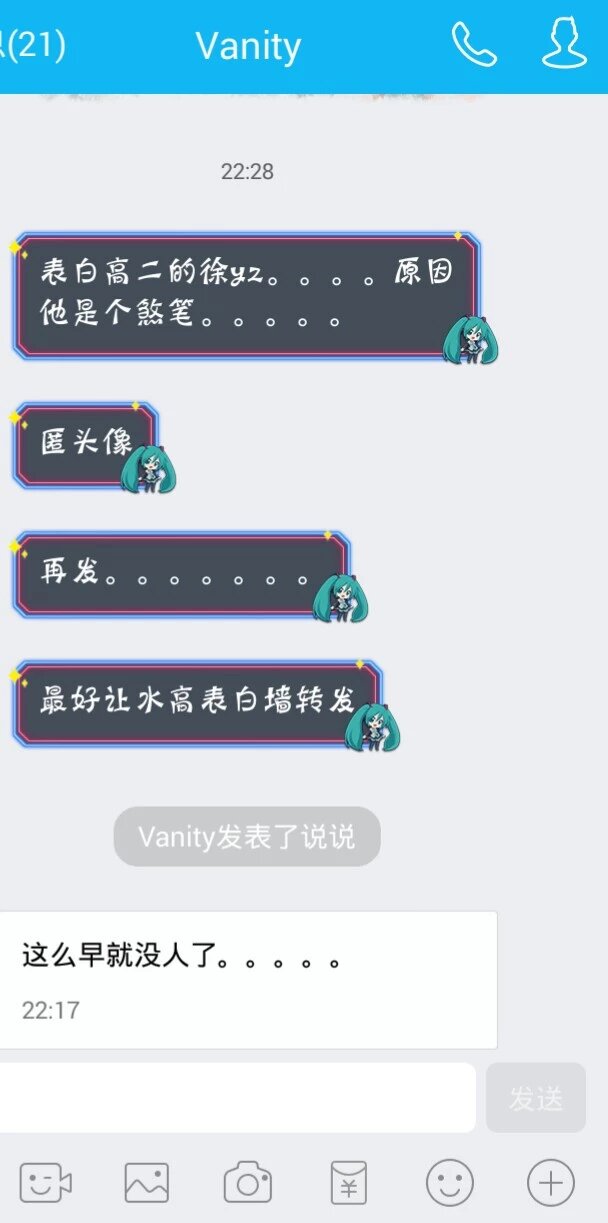 (21)
Vanity
22:28
表白高二的徐yz。。。。原因
他是个煞笔。。。。。
匿头像
再发。。。。。。。
最好让水高表白墙转发
Vanity发表了说说
这么早就没人了。。。。。
22:17
发送